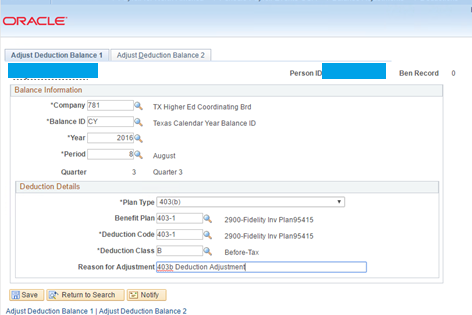 ORACLE
Adjust Deduction Balance 1 Adjust Deduction Balance 2
Person ID Ben Record 0
Balance Information
*Company 781 TX Higher Ed Coordinating Brd
*Balance ID CY Texas Calendar Year Balance ID
*Year 2016
*Period 8 August
Quarter 3 Quarter 3
Deduction Details
*Plan Type 403(b)
Benefit Plan 403-1 2900-Fidelity Inv Plan95415
*Deduction Code 403-1 2900-Fidelity Inv Plan95415
*Deduction Class B Before-Tax
Reason for Adjustment 403b Deduction Adjustment
Save Return to Search Notify
Adjust Deduction Balance 1 | Adjust Deduction Balance 2